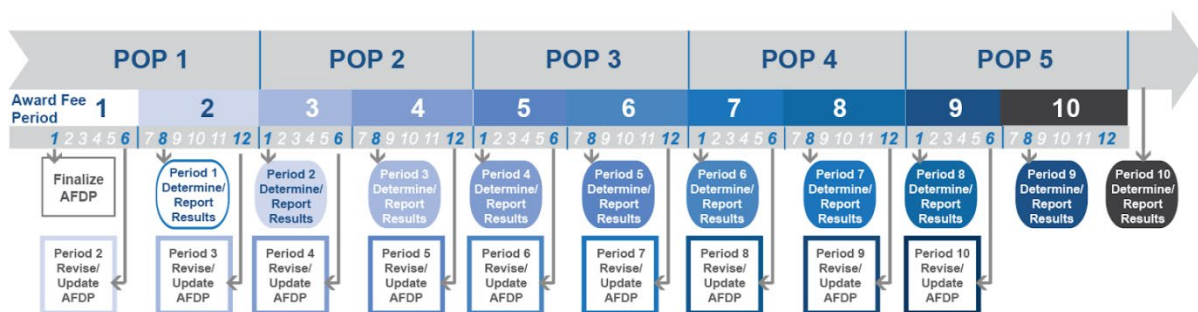 POP 1
POP 2
POP 3
POP 4
POP 5
Award Fee
Period
1
2
3
4
5
6
7
8
9
10
1 2 3 4 5 6
7 8 9 10 11 12
1 2 3 4 5 6
7 8 9 10 11 12
1 2 3 4 5 6
7 8 9 10 11 12
1 2 3 4 5 6
7 8 9 10 11 12
1 2 3 4 5 6
7 8 9 10 11 12
Finalize
AFDP
Period 1
Determine/
Report
Results
Period 2
Determine/
Report
Results
Period 3
Determine/
Report
Results
Period 4
Determine/
Report
Results
Period 5
Determine/
Report
Results
Period 6
Determine/
Report
Results
Period 7
Determine/
Report
Results
Period 8
Determine/
Report
Results
Period 9
Determine/
Report
Results
Period 10
Determine/
Report
Results
Period 2
Revise/
Update
AFDP
Period 3
Revise/
Update
AFDP
Period 4
Revise/
Update
AFDP
Period 5
Revise/
Update
AFDP
Period 6
Revise/
Update
AFDP
Period 7
Revise/
Update
AFDP
Period 8
Revise/
Update
AFDP
Period 9
Revise/
Update
AFDP
Period 10
Revise/
Update
AFDP